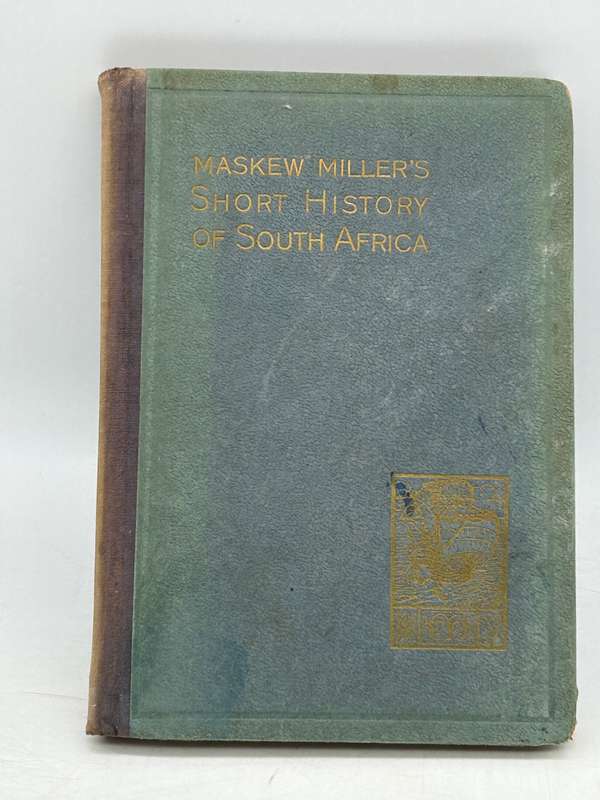 MASKEW MILLER'S
SHORT HISTORY
OF SOUTH AFRICA